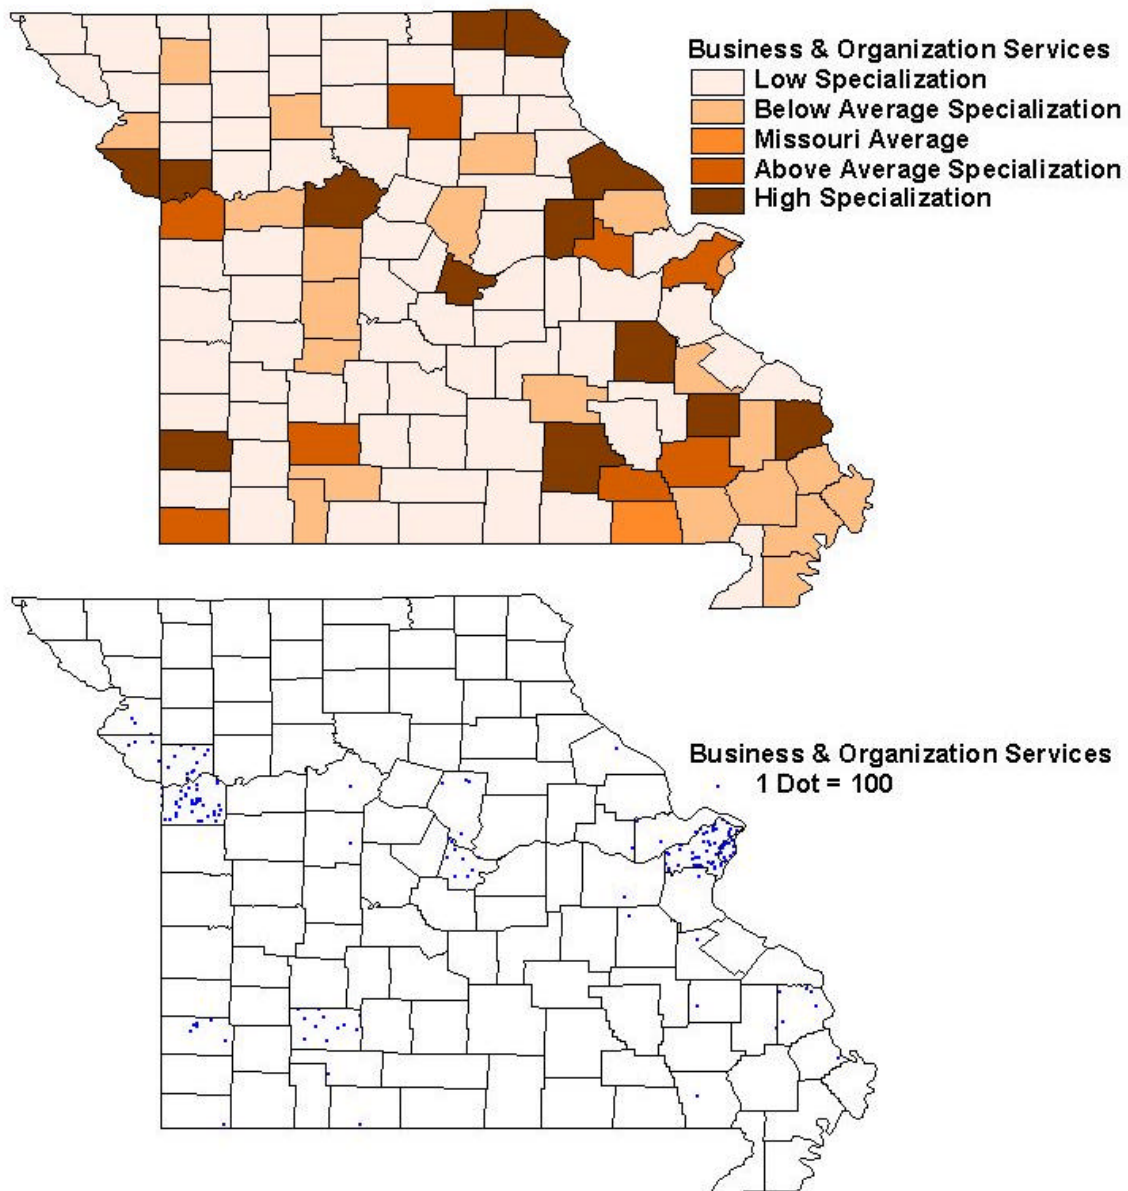 Business & Organization Services
Low Specialization
Below Average Specialization
Missouri Average
Above Average Specialization
High Specialization
Business & Organization Services
1 Dot = 100